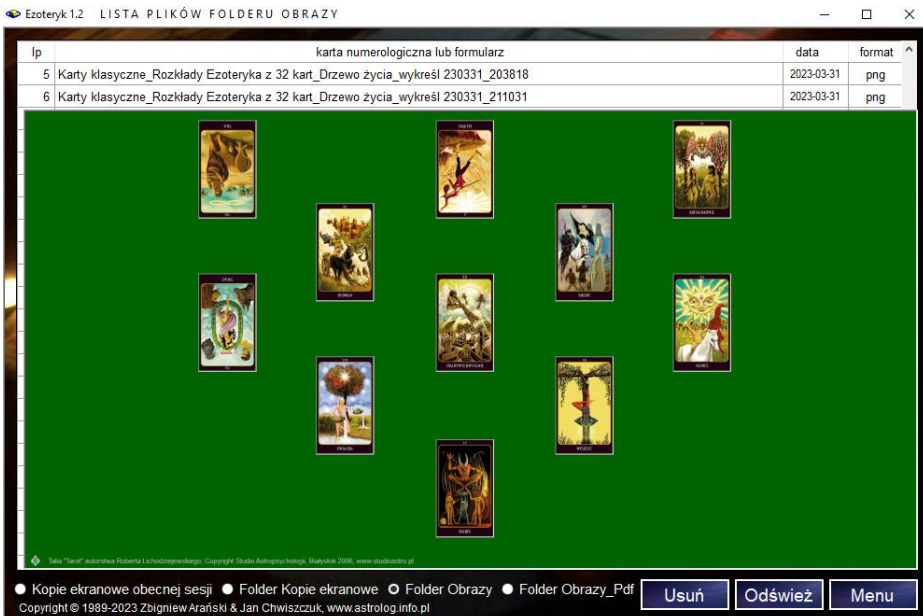 Ezoteryk 1.2 LISTA PLIKÓW FOLDERU OBRAZY
lp karta numerologiczna lub formularz data format
5 Karty klasyczne_Rozkłady Ezoteryka z 32 kart_Drzewo życia_wykreśl 230331_203818 2023-03-31 png
6 Karty klasyczne_Rozkłady Ezoteryka z 32 kart_Drzewo życia_wykreśl 230331_211031 2023-03-31 png
Talia "Tarot" autorstwa Roberta Lichodziejewskiego, Copyright Studio Astropsychologii, Białystok 2006, www.studioastro.pl
Kopie ekranowe obecnej sesji Folder Kopie ekranowe Folder Obrazy Folder Obrazy_Pdf Usuń Odśwież Menu
Copyright © 1989-2023 Zbigniew Arański & Jan Chwiszczuk, www.astrolog.info.pl